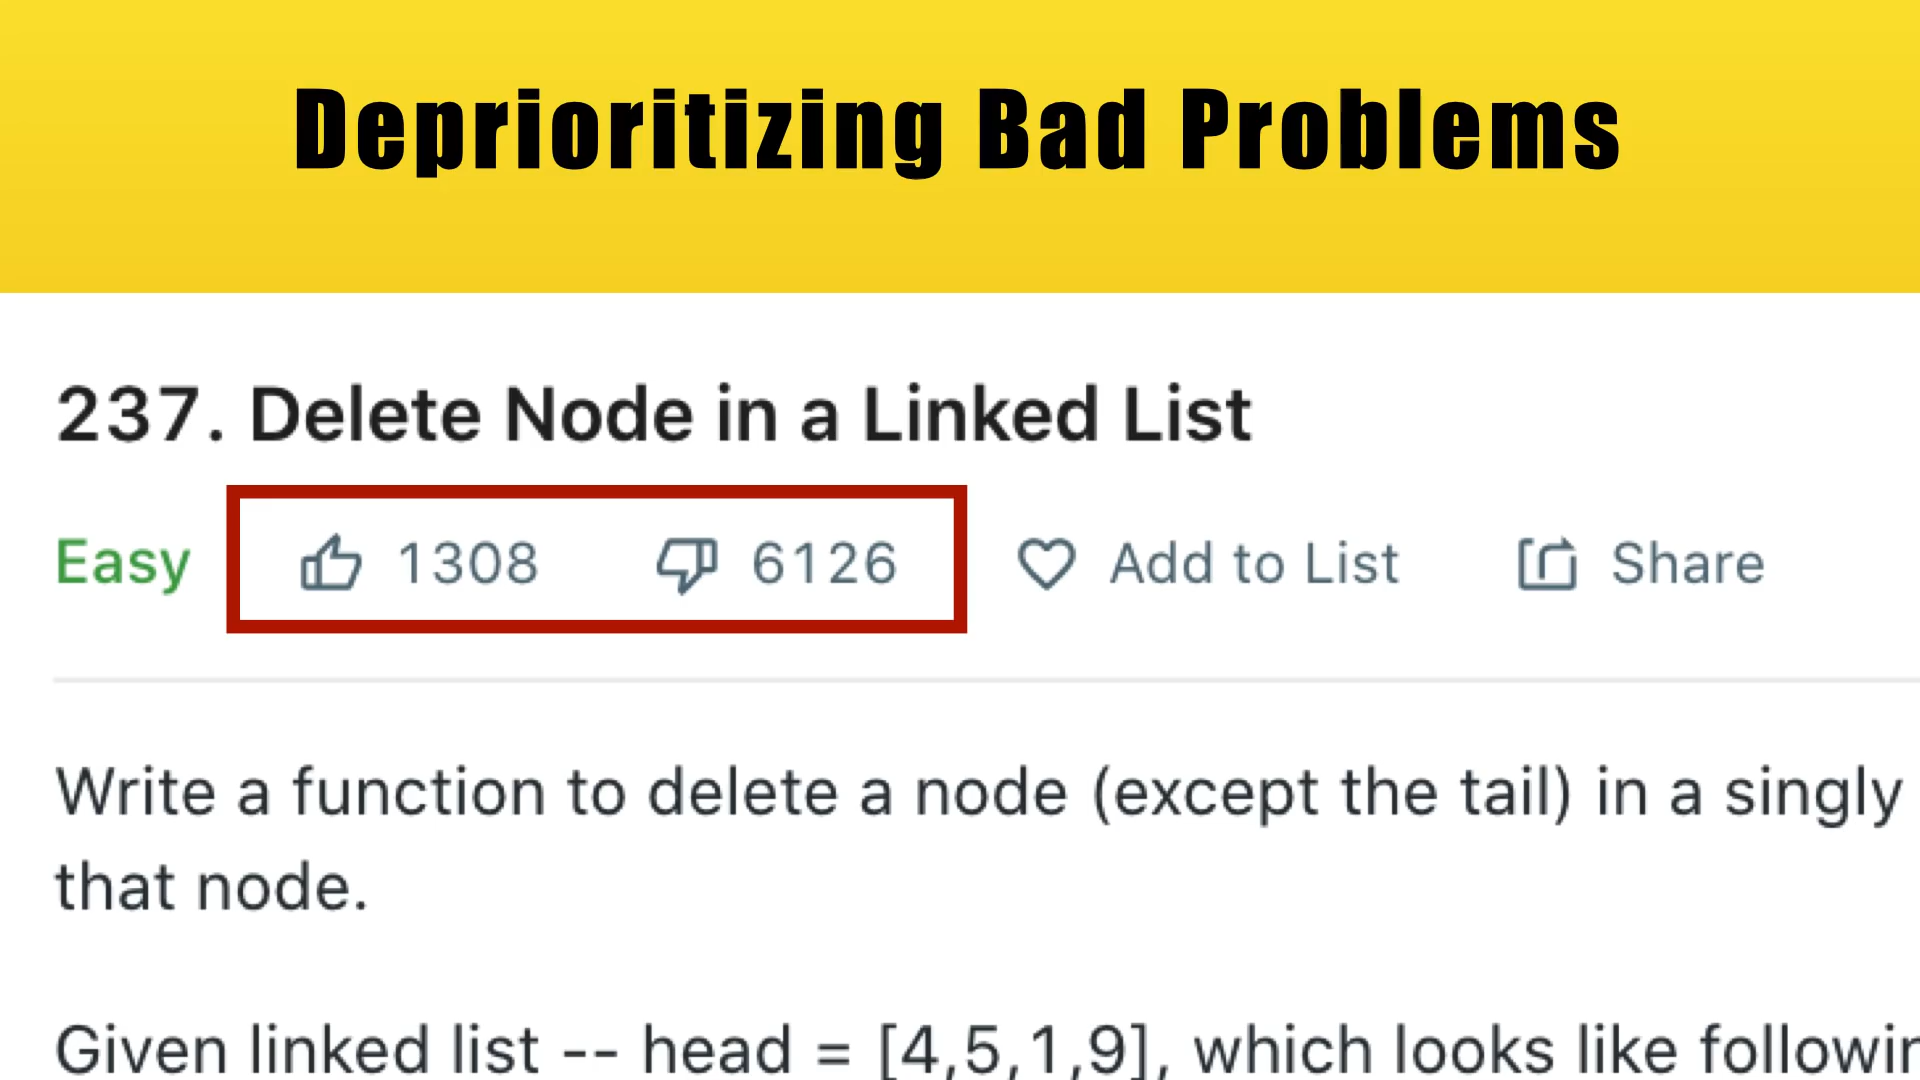 Deprioritizing Bad Problems
237. Delete Node in a Linked List
Easy 1308 6126 Add to List Share
Write a function to delete a node (except the tail) in a singly
that node.
Given linked list -- head = [4,5,1,9], which looks like